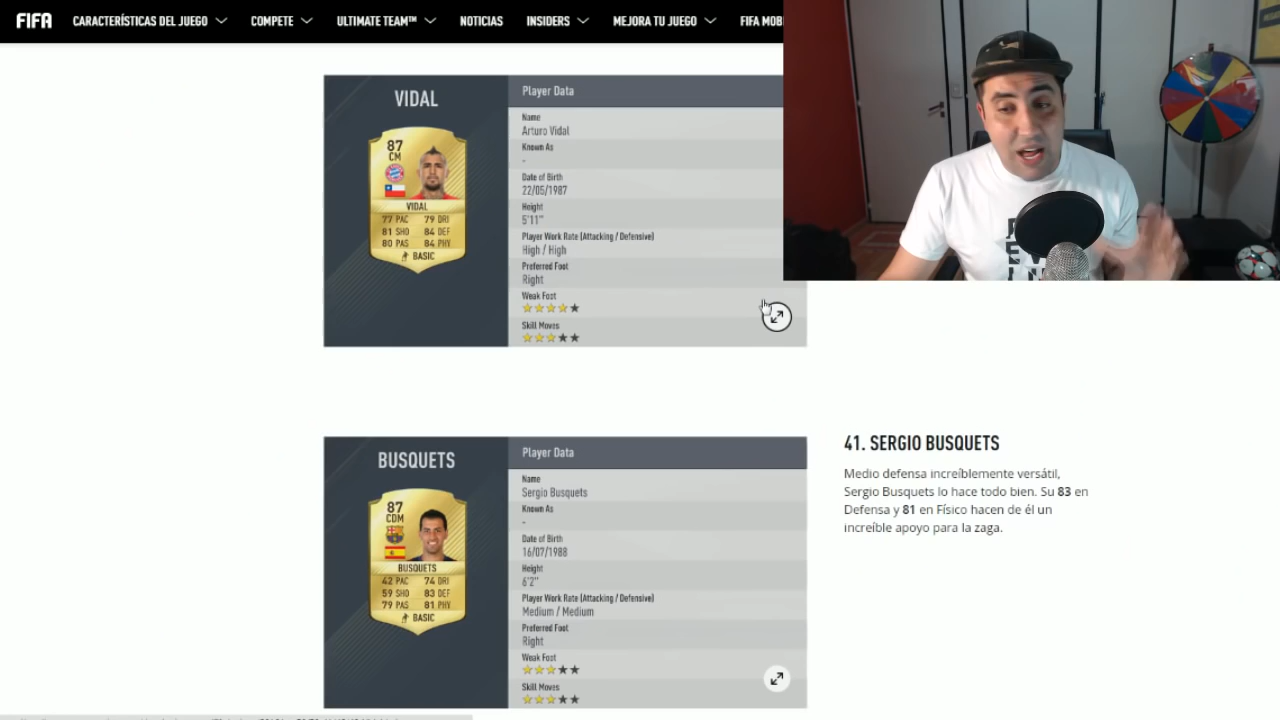 FIFA CARACTERÍSTICAS DEL JUEGO COMPETE ULTIMATE TEAM™ NOTICIAS INSIDERS MEJORA TU JUEGO FIFA MOBI
VIDAL
87
CM
VIDAL
77 PAC 79 DRI
81 SHO 84 DEF
80 PAS 84 PHY
BASIC
Player Data
Name
Arturo Vidal
Known As
-
Date of Birth
22/05/1987
Height
5'11"
Player Work Rate (Attacking / Defensive)
High / High
Preferred Foot
Right
Weak Foot
Skill Moves
BUSQUETS
87
CDM
BUSQUETS
42 PAC 74 DRI
59 SHO 83 DEF
79 PAS 81 PHY
BASIC
Player Data
Name
Sergio Busquets
Known As
-
Date of Birth
16/07/1988
Height
6'2"
Player Work Rate (Attacking / Defensive)
Medium / Medium
Preferred Foot
Right
Weak Foot
Skill Moves
41. SERGIO BUSQUETS
Medio defensa increíblemente versátil,
Sergio Busquets lo hace todo bien. Su 83 en
Defensa y 81 en Físico hacen de él un
increíble apoyo para la zaga.